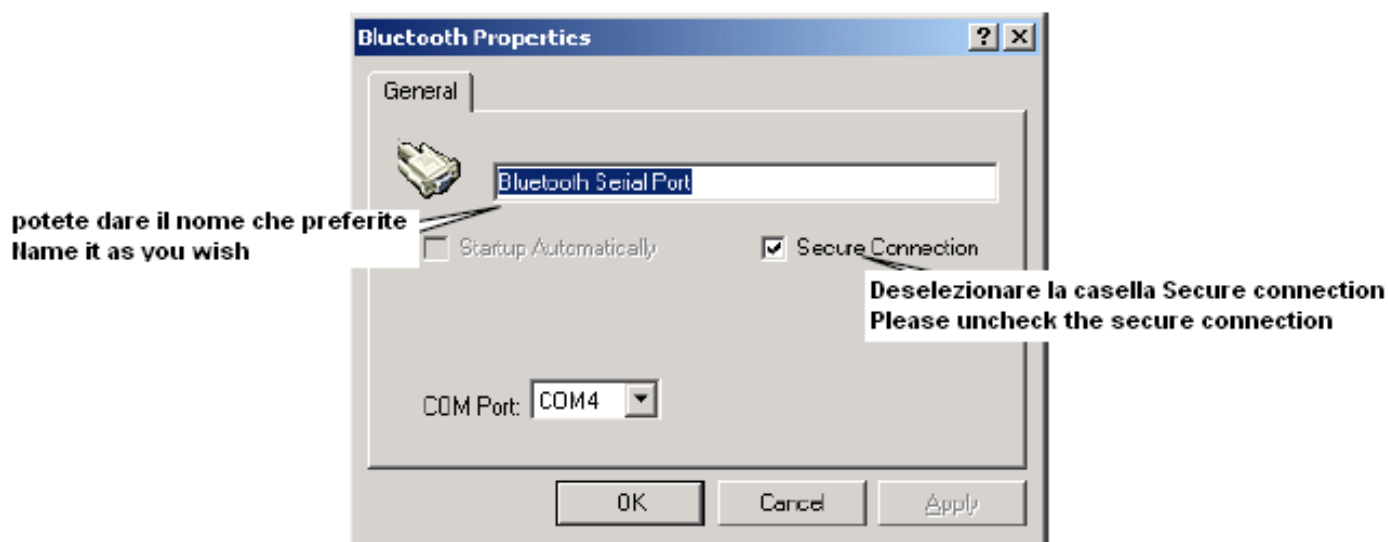 Bluetooth Properties
General
Bluetooth Serial Port
potete dare il nome che preferite
Name it as you wish
Startup Automatically
Secure Connection
Deselezionare la casella Secure connection
Please uncheck the secure connection
COM Port: COM4
OK
Cancel
Apply